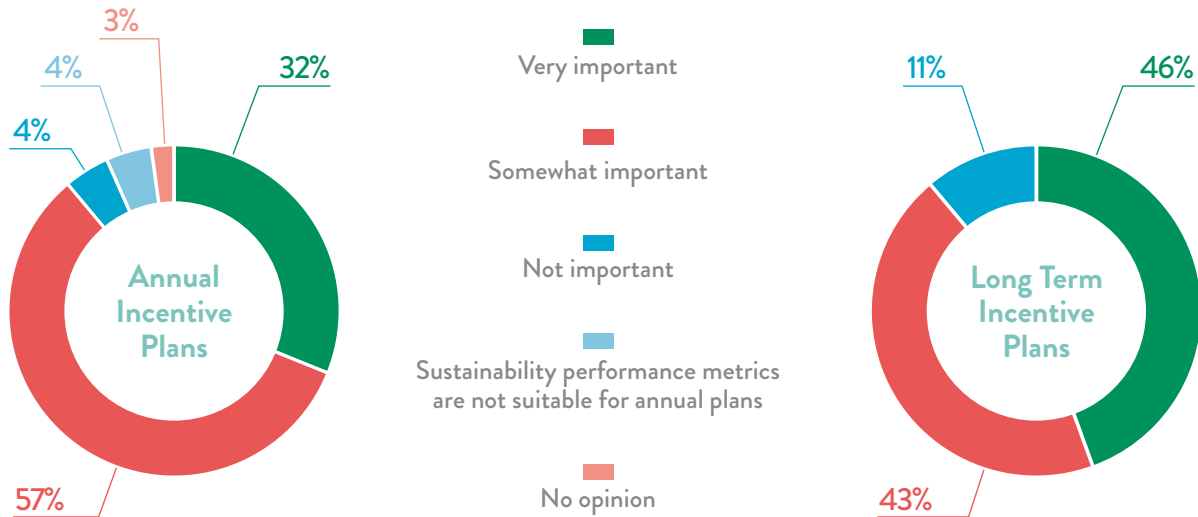 3%
4%
4%
32%
Annual
Incentive
Plans
57%
Very important
Somewhat important
Not important
Sustainability performance metrics
are not suitable for annual plans
No opinion
11%
46%
Long Term
Incentive
Plans
43%